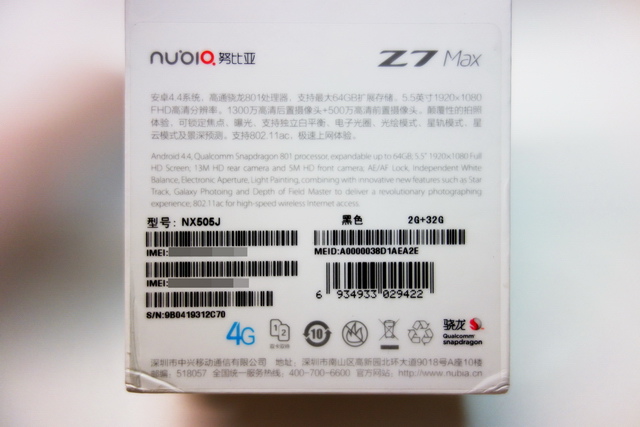 nubia 努比亚 Z7 Max
安卓4.4系统、高通骁龙801处理器、支持最大64GB扩展存储、5.5英寸1920×1080
FHD高清分辨率。1300万高清后置摄像头+500万高清前置摄像头，颠覆性的拍照
体验，可锁定焦点、曝光、支持独立白平衡、电子光圈、光绘模式、星轨模式、星
云模式及景深预测。支持802.11ac，极速上网体验。
Android 4.4, Qualcomm Snapdragon 801 processor, expandable up to 64GB; 5.5" 1920x1080 Full
HD Screen; 13M HD rear camera and 5M HD front camera, AE/AF Lock, Independent White
Balance, Electronic Aperture, Light Painting, combining with innovative new features such as Star
Track, Galaxy Photoing and Depth of Field Master to deliver a revolutionary photographing
experience; 802.11ac for high-speed wireless Internet access.
型号: NX505J 黑色 2G+32G
IMEI: MEID:A0000038D1AEA2E
IMEI: 6 934933 029422
S/N:9B0419312C70
4G 1 2 10 骁龙
Qualcomm
snapdragon
深圳市中兴移动通信有限公司 地址：深圳市南山区高新区北环大道9018号A座10楼
邮编：518057 全国统一服务热线：400-700-6600 官方网站：http://www.nubia.cn